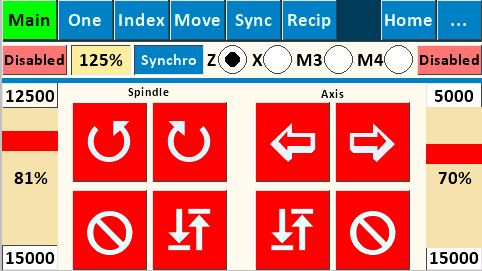 Main One Index Move Sync Recip Home ...
Disabled 125% Synchro Z X M3 M4 Disabled
12500 Spindle Axis 5000
81% 70%
15000 15000